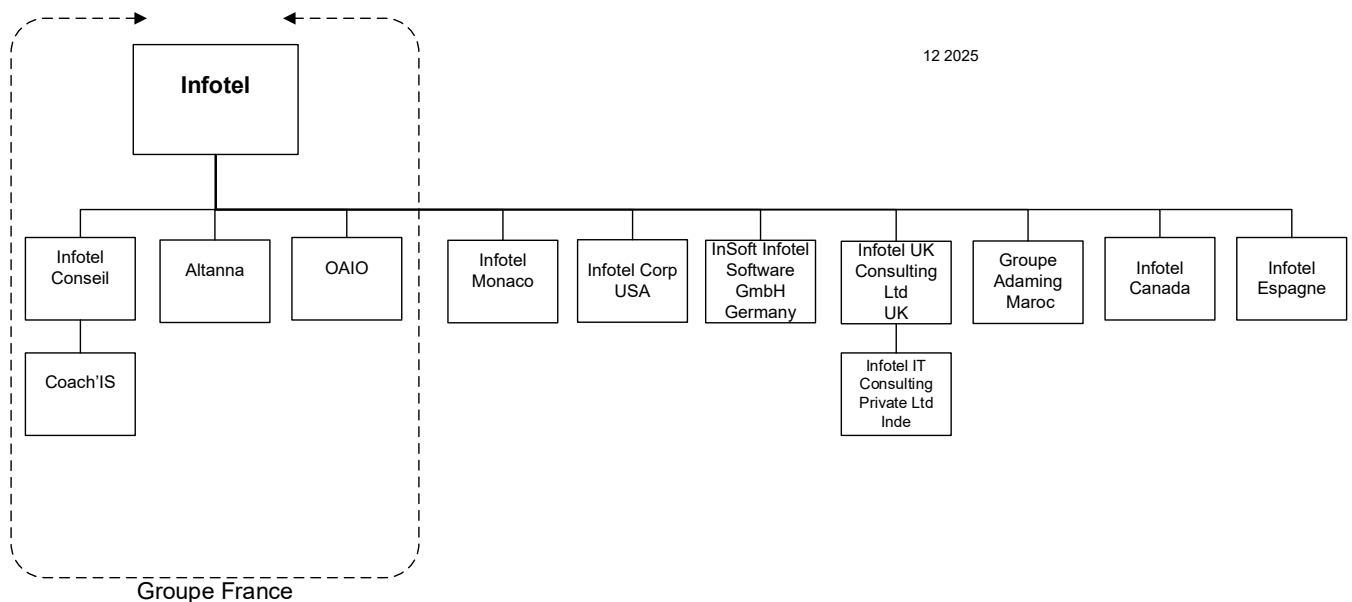 12 2025
Infotel
Infotel
Conseil
Altanna
OAIO
Infotel
Monaco
Infotel Corp
USA
InSoft Infotel
Software
GmbH
Germany
Infotel UK
Consulting
Ltd
UK
Groupe
Adaming
Maroc
Infotel
Canada
Infotel
Espagne
Coach’IS
Infotel IT
Consulting
Private Ltd
Inde
Groupe France